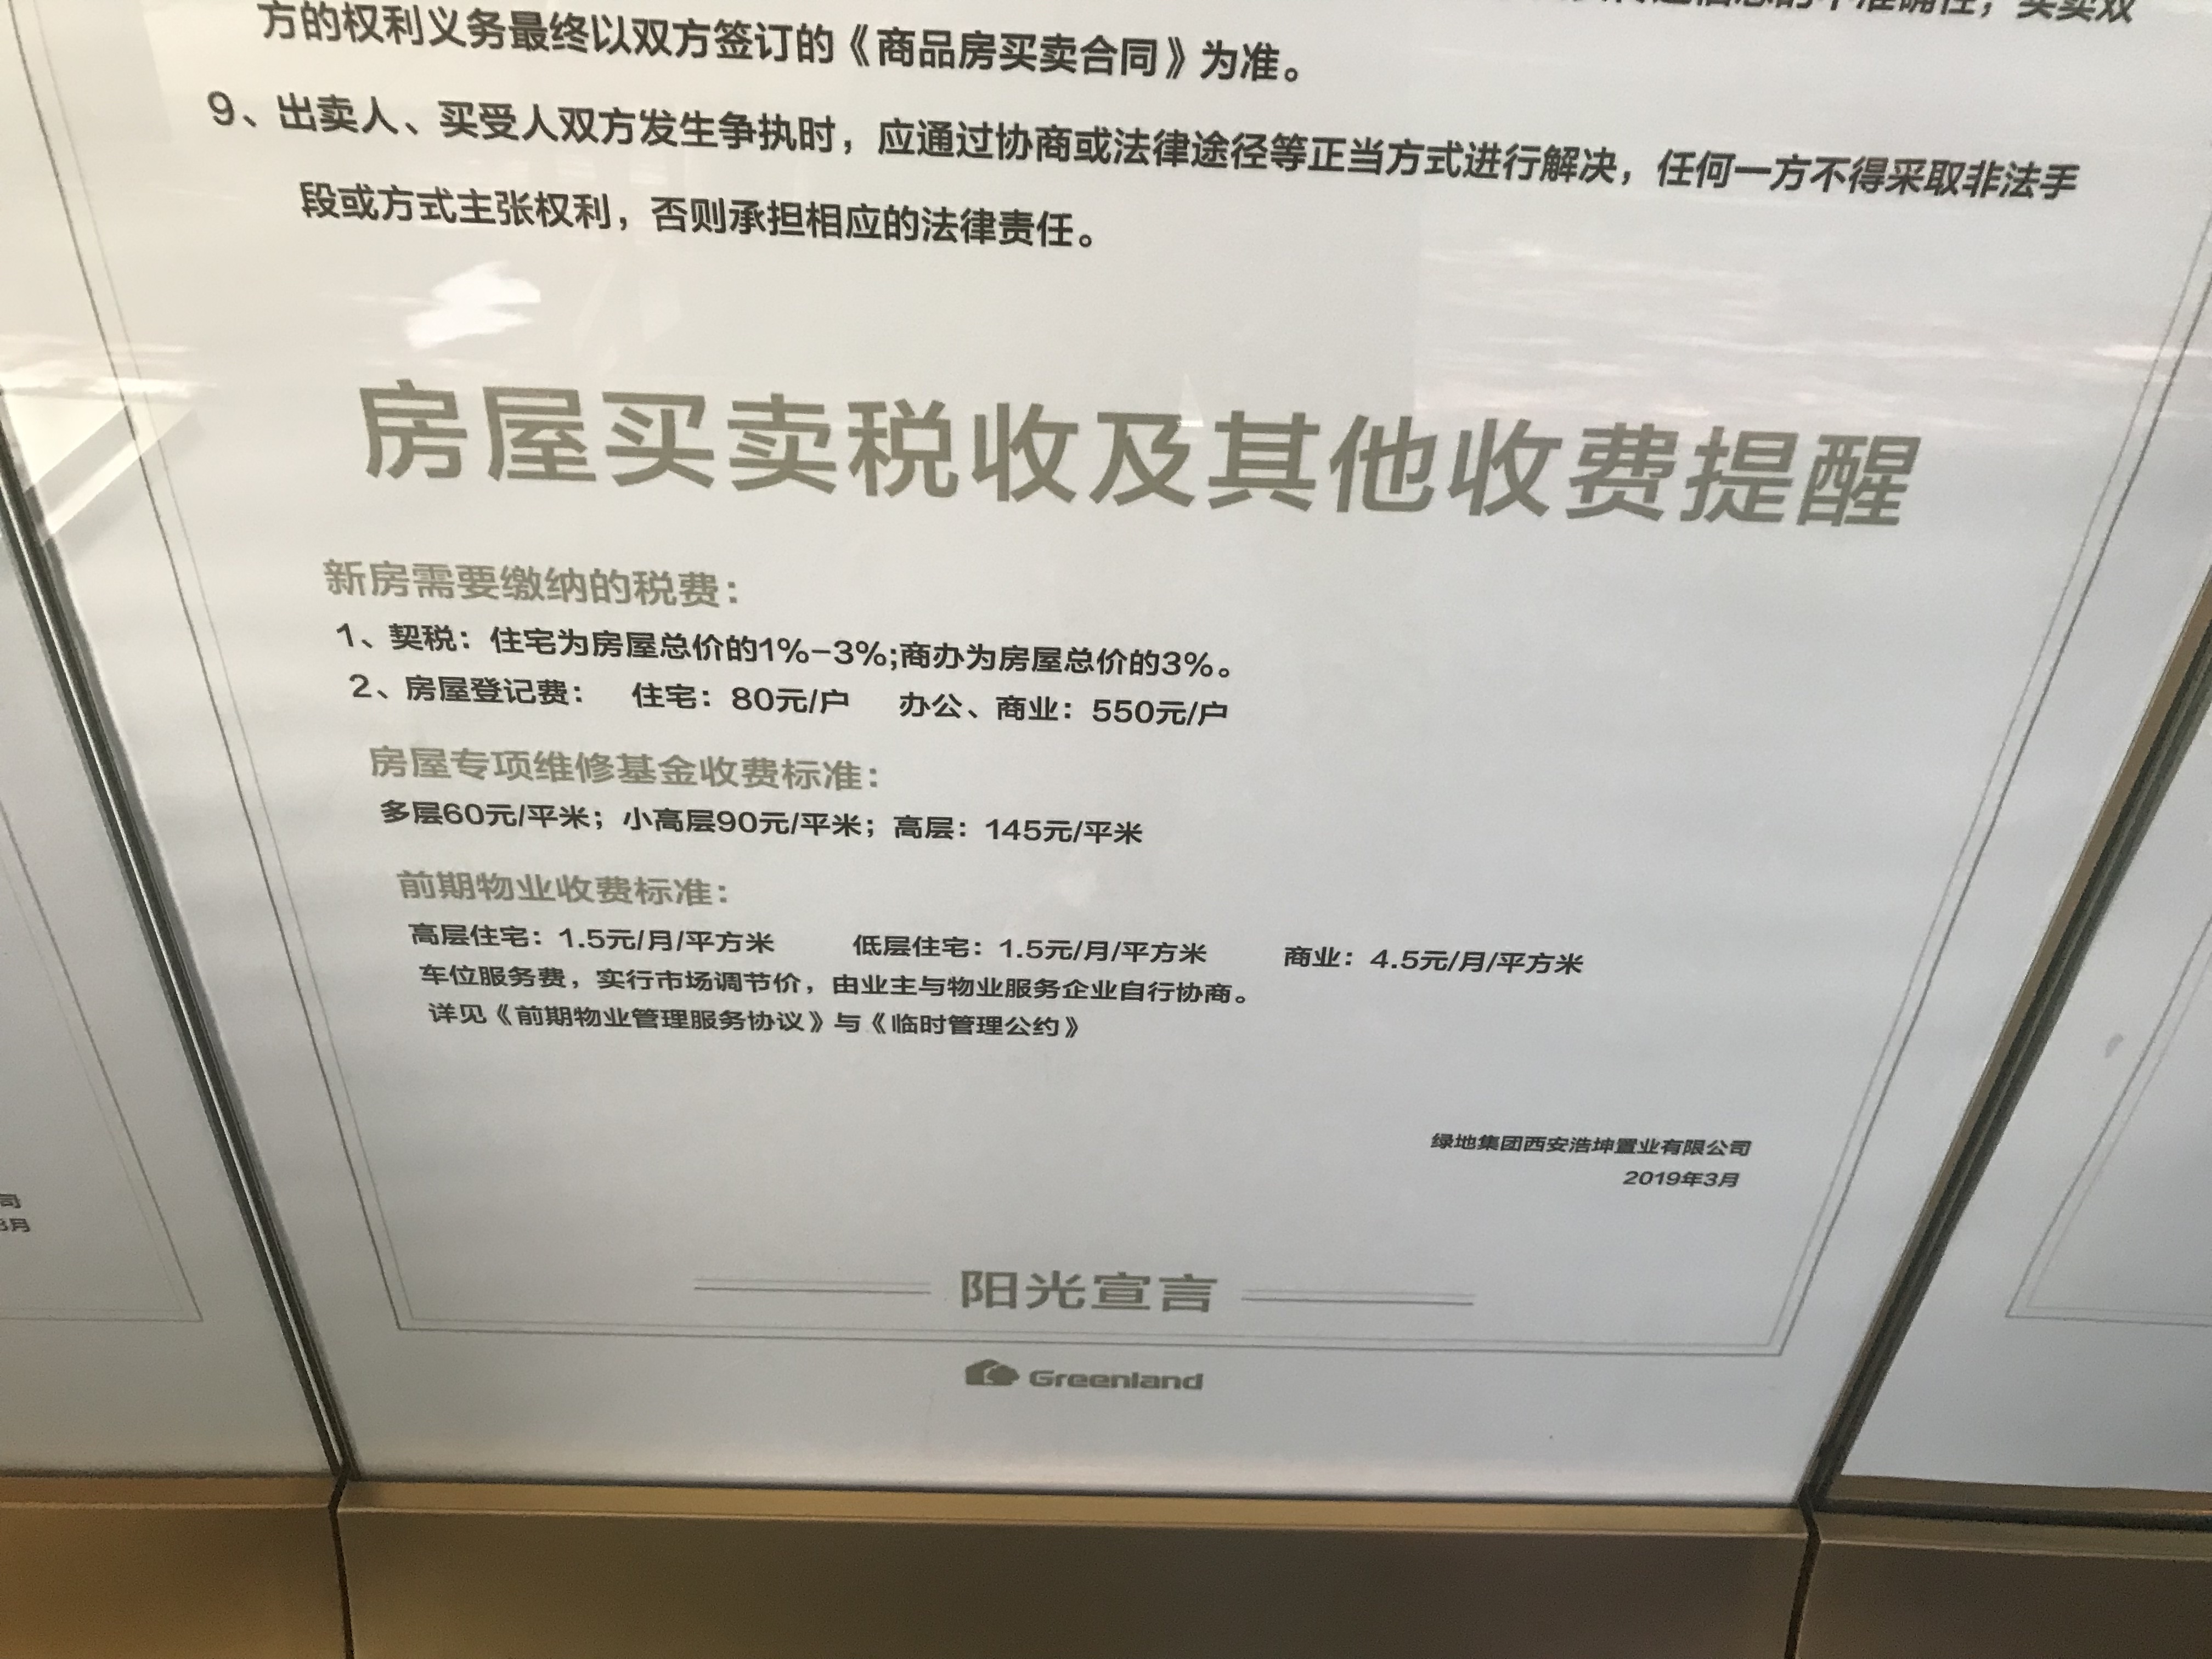 方的权利义务最终以双方签订的《商品房买卖合同》为准。
9、出卖人、买受人双方发生争执时，应通过协商或法律途径等正当方式进行解决，任何一方不得采取非法手
段或方式主张权利，否则承担相应的法律责任。
房屋买卖税收及其他收费提醒
新房需要缴纳的税费：
1、契税：住宅为房屋总价的1%-3%;商办为房屋总价的3%。
2、房屋登记费： 住宅：80元/户 办公、商业：550元/户
房屋专项维修基金收费标准：
多层60元/平米；小高层90元/平米；高层：145元/平米
前期物业收费标准：
高层住宅：1.5元/月/平方米 低层住宅：1.5元/月/平方米 商业：4.5元/月/平方米
车位服务费，实行市场调节价，由业主与物业服务企业自行协商。
详见《前期物业管理服务协议》与《临时管理公约》
绿地集团西安浩坤置业有限公司
2019年3月
阳光宣言
Greenland
司
3月